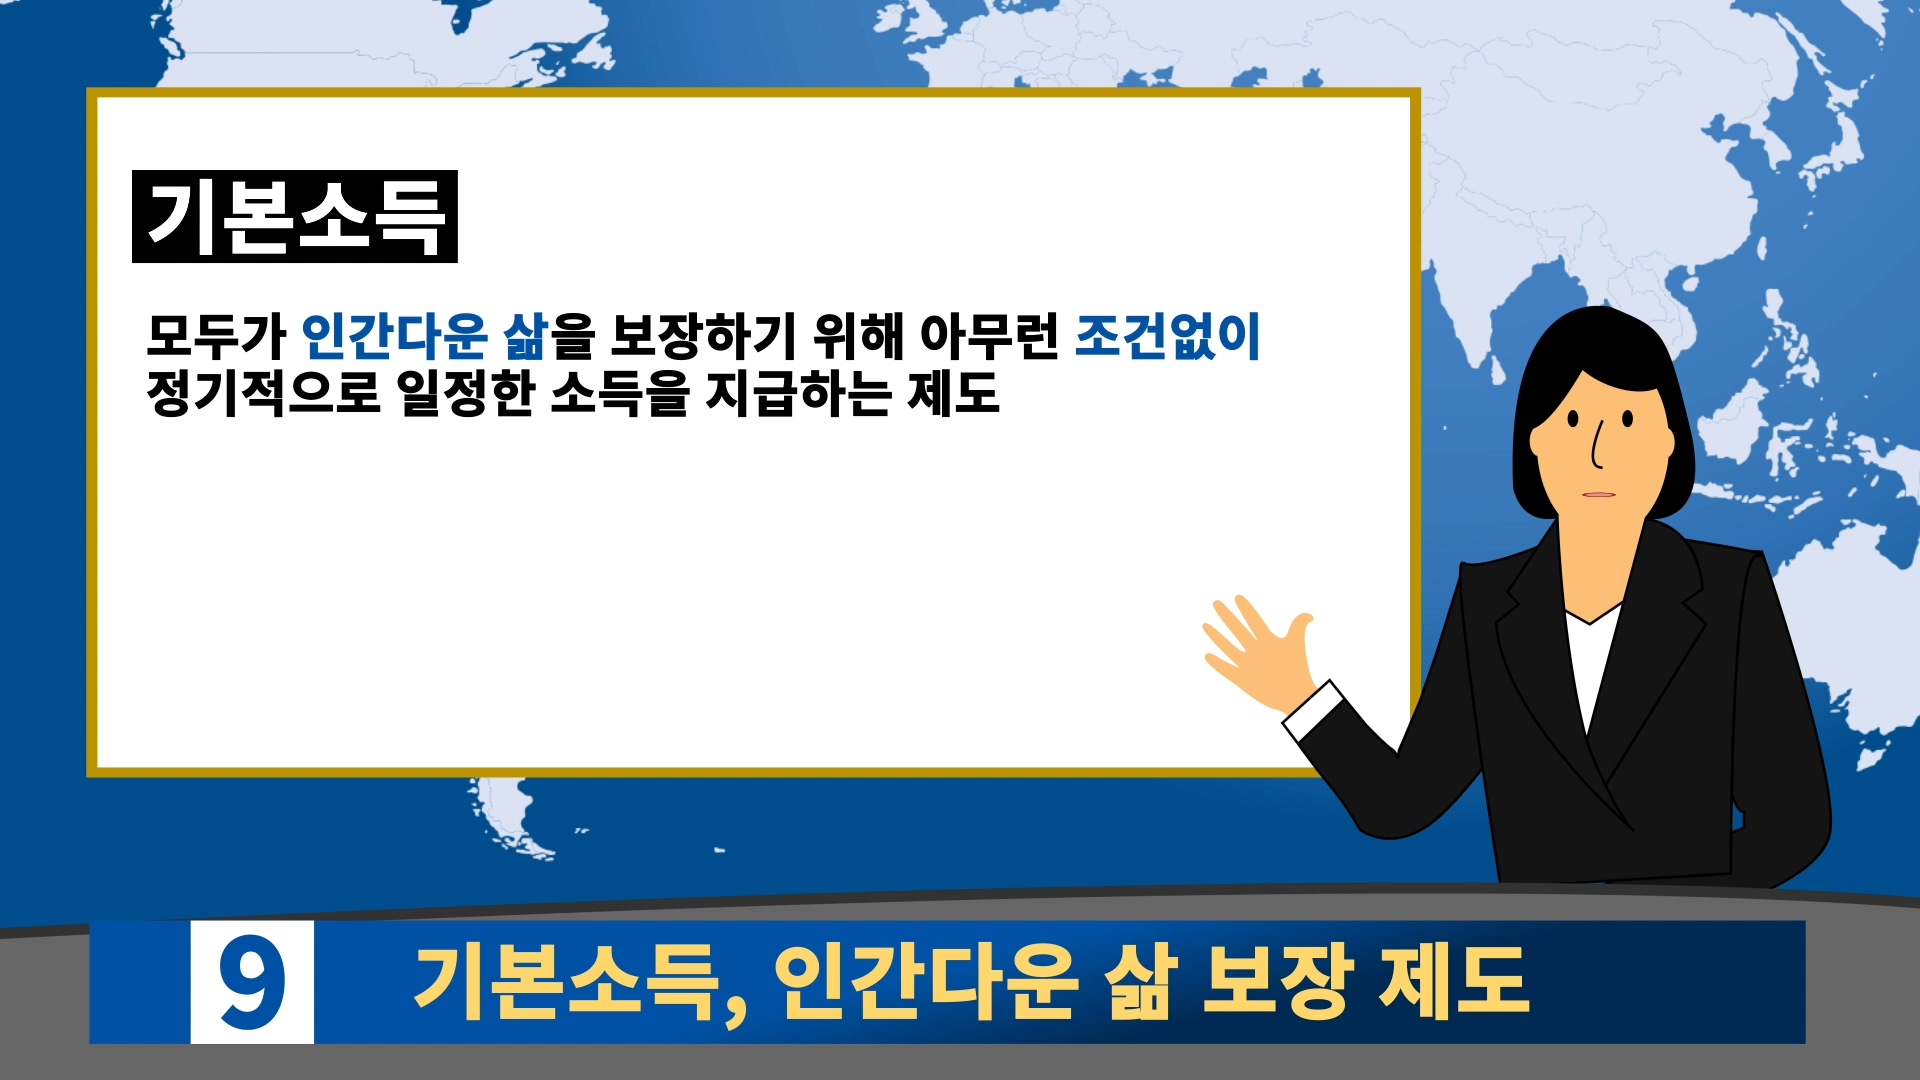 기본소득
모두가 인간다운 삶을 보장하기 위해 아무런 조건없이
정기적으로 일정한 소득을 지급하는 제도
9 기본소득, 인간다운 삶 보장 제도